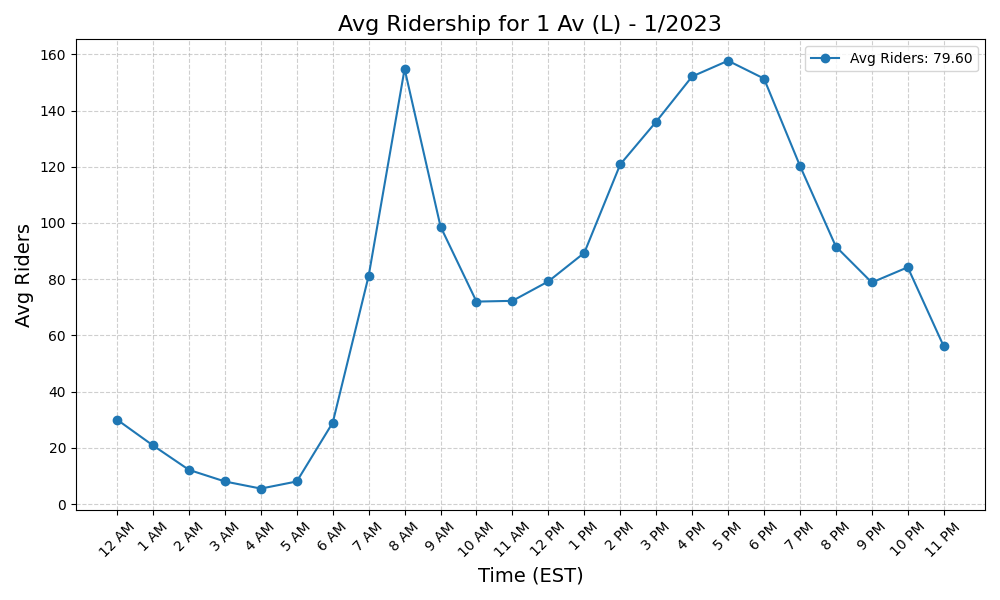 Avg Ridership for 1 Av (L) - 1/2023
Avg Riders: 79.60
Avg Riders
160
140
120
100
80
60
40
20
0
12 AM 1 AM 2 AM 3 AM 4 AM 5 AM 6 AM 7 AM 8 AM 9 AM 10 AM 11 AM 12 PM 1 PM 2 PM 3 PM 4 PM 5 PM 6 PM 7 PM 8 PM 9 PM 10 PM 11 PM
Time (EST)